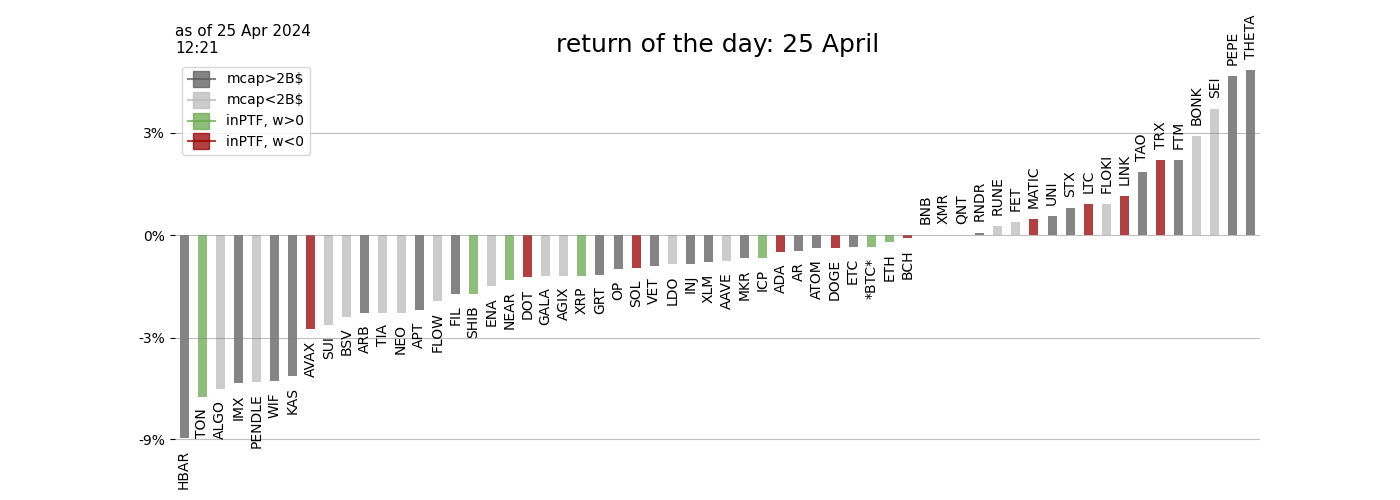 as of 25 Apr 2024
12:21
return of the day: 25 April
mcap>2B$
mcap<2B$
inPTF, w>0
inPTF, w<0
3%
0%
-3%
-9%
HBAR
TON
ALGO
IMX
PENDLE
WIF
KAS
AVAX
SUI
BSV
ARB
TIA
NEO
APT
FLOW
FIL
SHIB
ENA
NEAR
DOT
GALA
AGIX
XRP
GRT
OP
SOL
VET
LDO
INJ
XLM
AAVE
MKR
ICP
ADA
AR
ATOM
DOGE
ETC
*BTC*
ETH
BCH
BNB
XMR
QNT
RNDR
RUNE
FET
MATIC
UNI
STX
LTC
FLOKI
LINK
TAO
TRX
FTM
BONK
SEI
PEPE
THETA